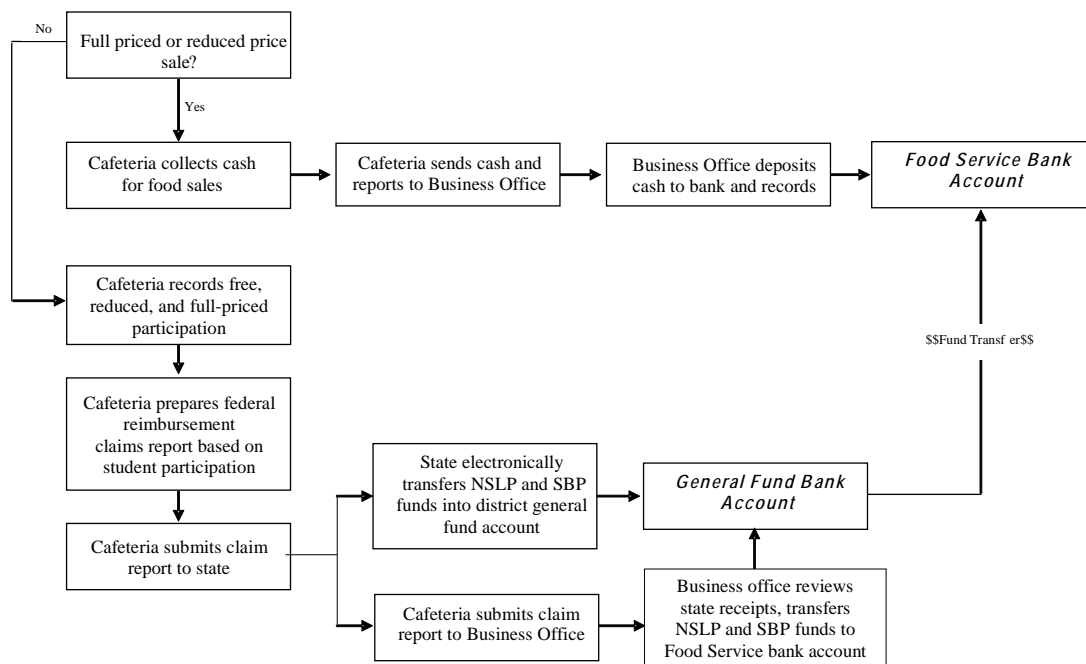 No
Full priced or reduced price
sale?
Yes
Cafeteria collects cash
for food sales
Cafeteria sends cash and
reports to Business Office
Business Office deposits
cash to bank and records
Food Service Bank
Account
Cafeteria records free,
reduced, and full-priced
participation
$$Fund Transf er$$
Cafeteria prepares federal
reimbursement
claims report based on
student participation
State electronically
transfers NSLP and SBP
funds into district general
fund account
General Fund Bank
Account
Cafeteria submits claim
report to state
Cafeteria submits claim
report to Business Office
Business office reviews
state receipts, transfers
NSLP and SBP funds to
Food Service bank account